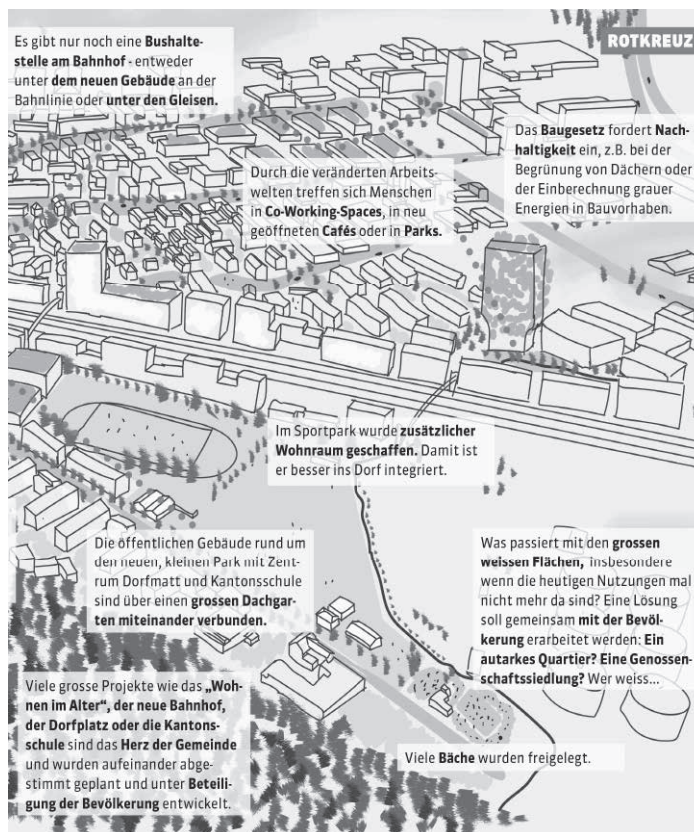 Es gibt nur noch eine Bushalte-
stelle am Bahnhof - entweder
unter dem neuen Gebäude an der
Bahnlinie oder unter den Gleisen.
ROTKREUZ
Das Baugesetz fordert Nach-
haltigkeit ein, z.B. bei der
Begrünung von Dächern oder
der Einberechnung grauer
Energien in Bauvorhaben.
Durch die veränderten Arbeits-
welten treffen sich Menschen
in Co-Working-Spaces, in neu
geöffneten Cafés oder in Parks.
Im Sportpark wurde zusätzlicher
Wohnraum geschaffen. Damit ist
er besser ins Dorf integriert.
Die öffentlichen Gebäude rund um
den neuen, kleinen Park mit Zent-
rum Dorfmatt und Kantonsschule
sind über einen grossen Dachgar-
ten miteinander verbunden.
Was passiert mit den grossen
weissen Flächen, insbesondere
wenn die heutigen Nutzungen mal
nicht mehr da sind? Eine Lösung
soll gemeinsam mit der Bevöl-
kerung erarbeitet werden: Ein
autarkes Quartier? Eine Genossen-
schaftssiedlung? Wer weiss...
Viele grosse Projekte wie das „Woh-
nen im Alter“, der neue Bahnhof,
der Dorfplatz oder die Kantons-
schule sind das Herz der Gemeinde
und wurden aufeinander abge-
stimmt geplant und unter Beteili-
gung der Bevölkerung entwickelt.
Viele Bäche wurden freigelegt.